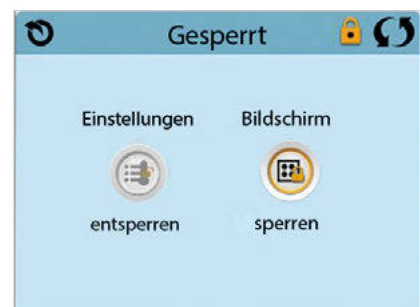 Gesperrt
Einstellungen
entsperren
Bildschirm
sperren